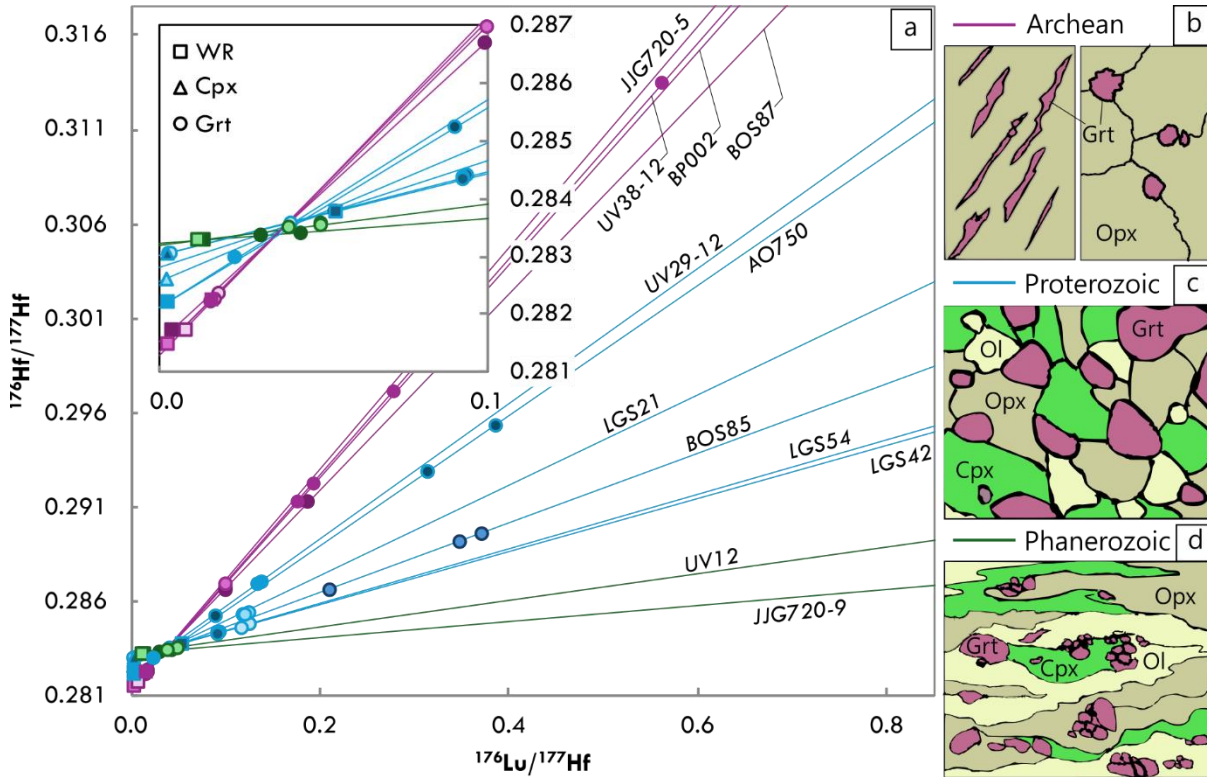 a
0.316
0.311
0.306
0.301
0.296
0.291
0.286
0.281
¹⁷⁶Hf/¹⁷⁷Hf
0.0
0.2
0.4
0.6
0.8
¹⁷⁶Lu/¹⁷⁷Hf
WR
Cpx
Grt
0.287
0.286
0.285
0.284
0.283
0.282
0.281
0.0
0.1
JJG720-5
UV38-12
BP002
BOS87
UV29-12
AO750
LGS21
BOS85
LGS54
LGS42
UV12
JJG720-9
Archean
b
Grt
Opx
Proterozoic
c
Grt
Ol
Opx
Cpx
Phanerozoic
d
Opx
Grt
Cpx
Ol